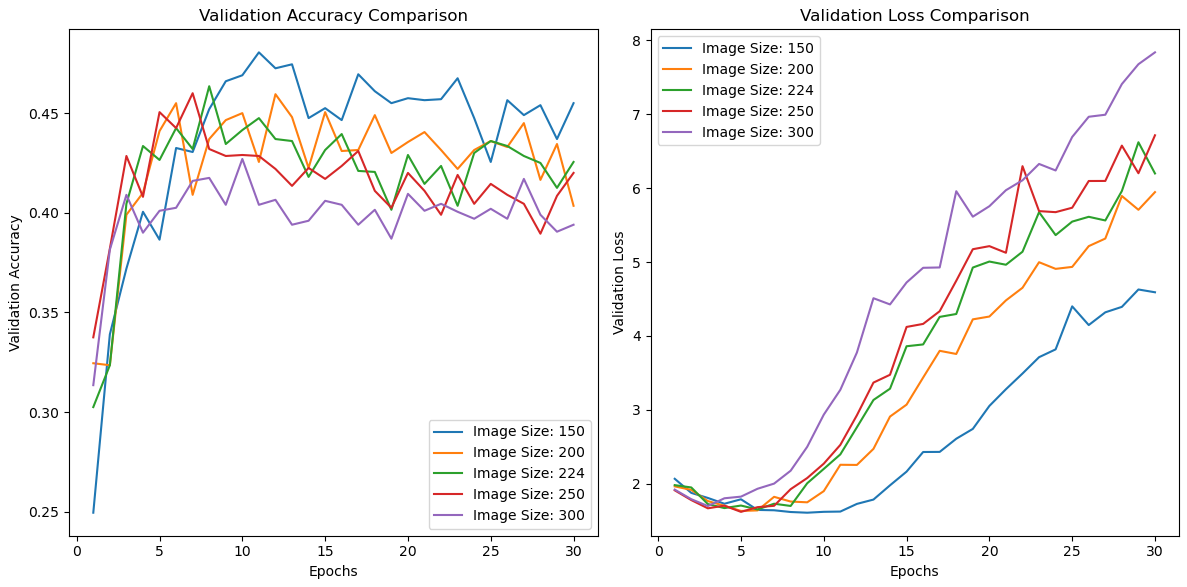 Validation Accuracy Comparison
Validation Accuracy
0.45
0.40
0.35
0.30
0.25
0
5
10
15
20
25
30
Epochs
Image Size: 150
Image Size: 200
Image Size: 224
Image Size: 250
Image Size: 300
Validation Loss Comparison
Validation Loss
8
7
6
5
4
3
2
0
5
10
15
20
25
30
Epochs
Image Size: 150
Image Size: 200
Image Size: 224
Image Size: 250
Image Size: 300